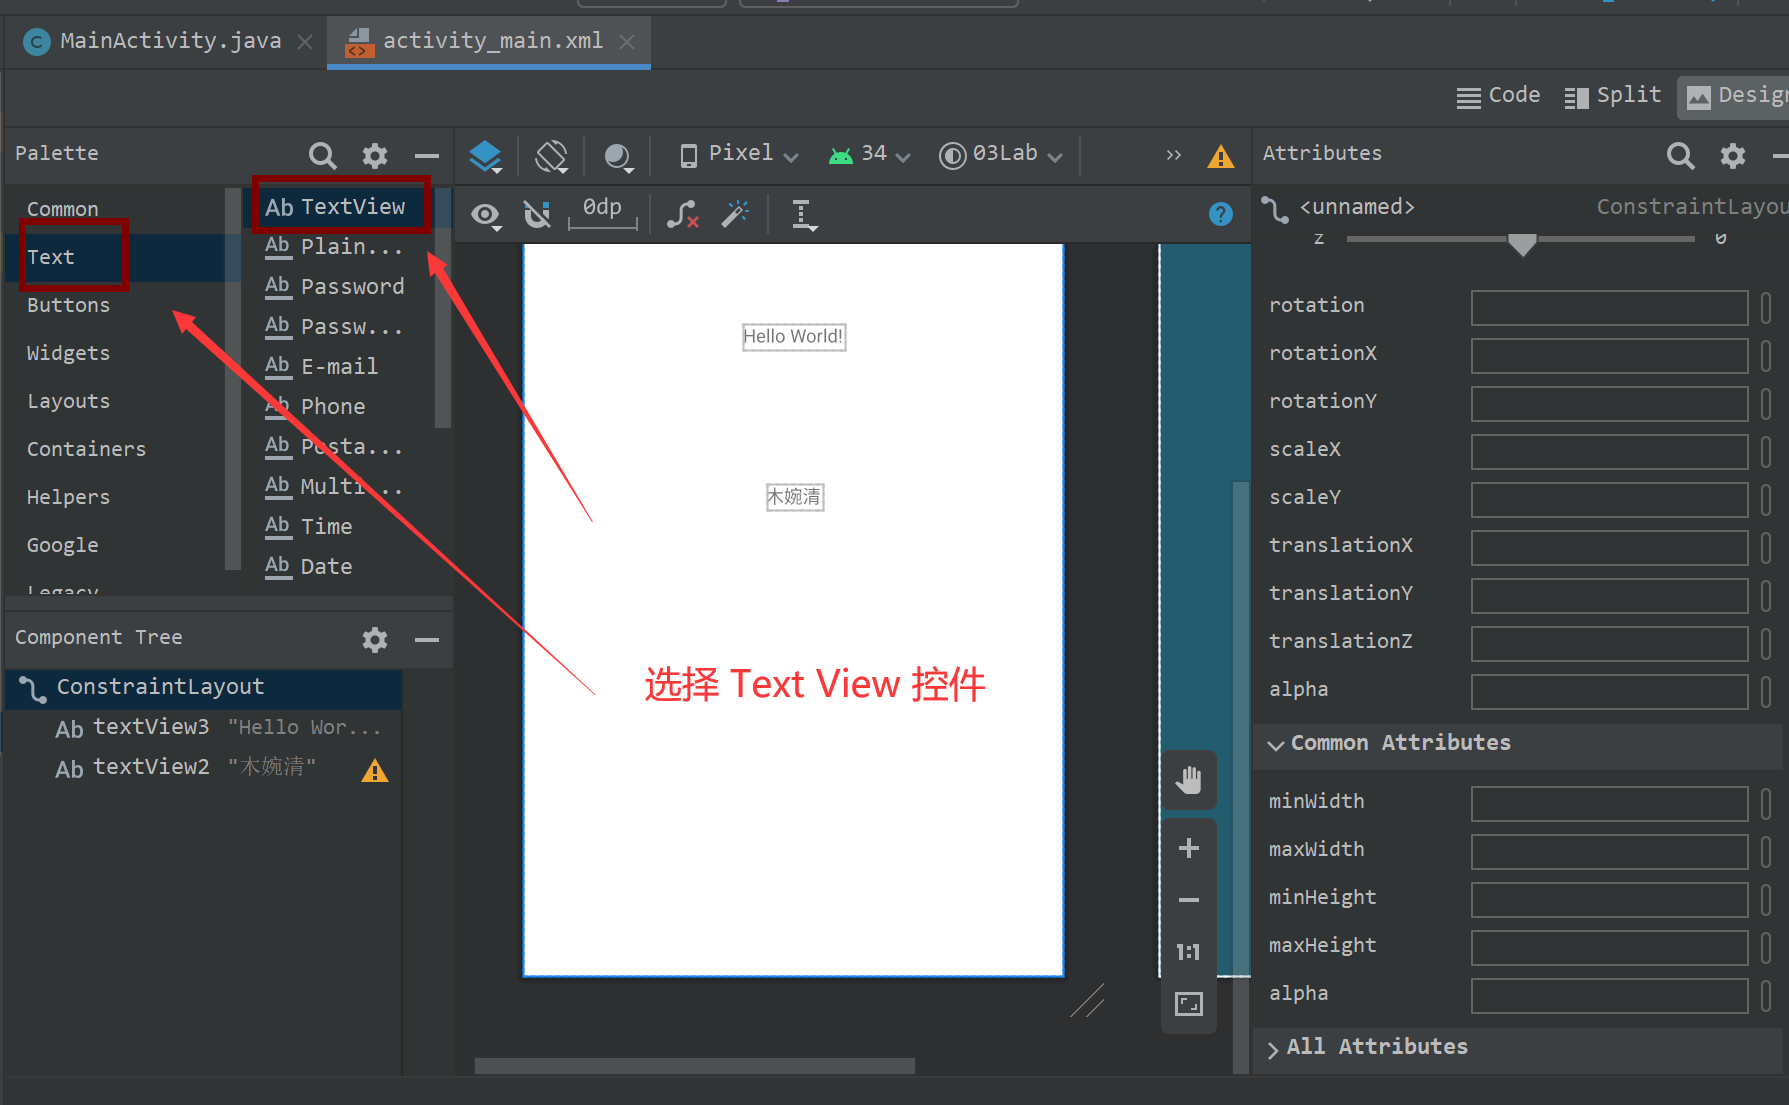 MainActivity.java
activity_main.xml
Code
Split
Design
Palette
Pixel
34
03Lab
Attributes
0dp
<unnamed>
ConstraintLayou
Common
Text
Buttons
Widgets
Layouts
Containers
Helpers
Google
Legacy
Ab TextView
Ab Plain...
Ab Password
Ab Passw...
Ab E-mail
Ab Phone
Ab Posta...
Ab Multi...
Ab Time
Ab Date
Hello World!
木婉清
选择 Text View 控件
Component Tree
ConstraintLayout
Ab textView3 "Hello Wor...
Ab textView2 "木婉清"
1:1
z
0
rotation
rotationX
rotationY
scaleX
scaleY
translationX
translationY
translationZ
alpha
Common Attributes
minWidth
maxWidth
minHeight
maxHeight
alpha
All Attributes